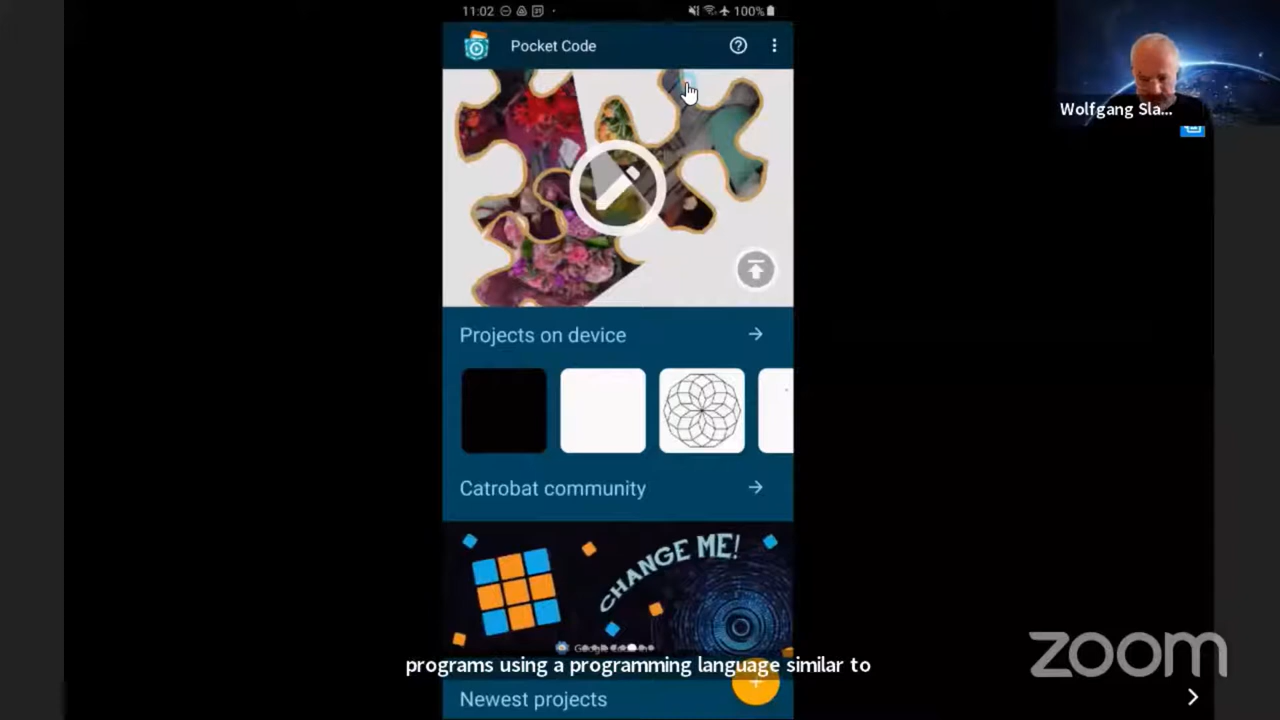 11:02
100%
Pocket Code
Wolfgang Sla...
Projects on device
Catrobat community
CHANGE ME!
programs using a programming language similar to
Newest projects
zoom